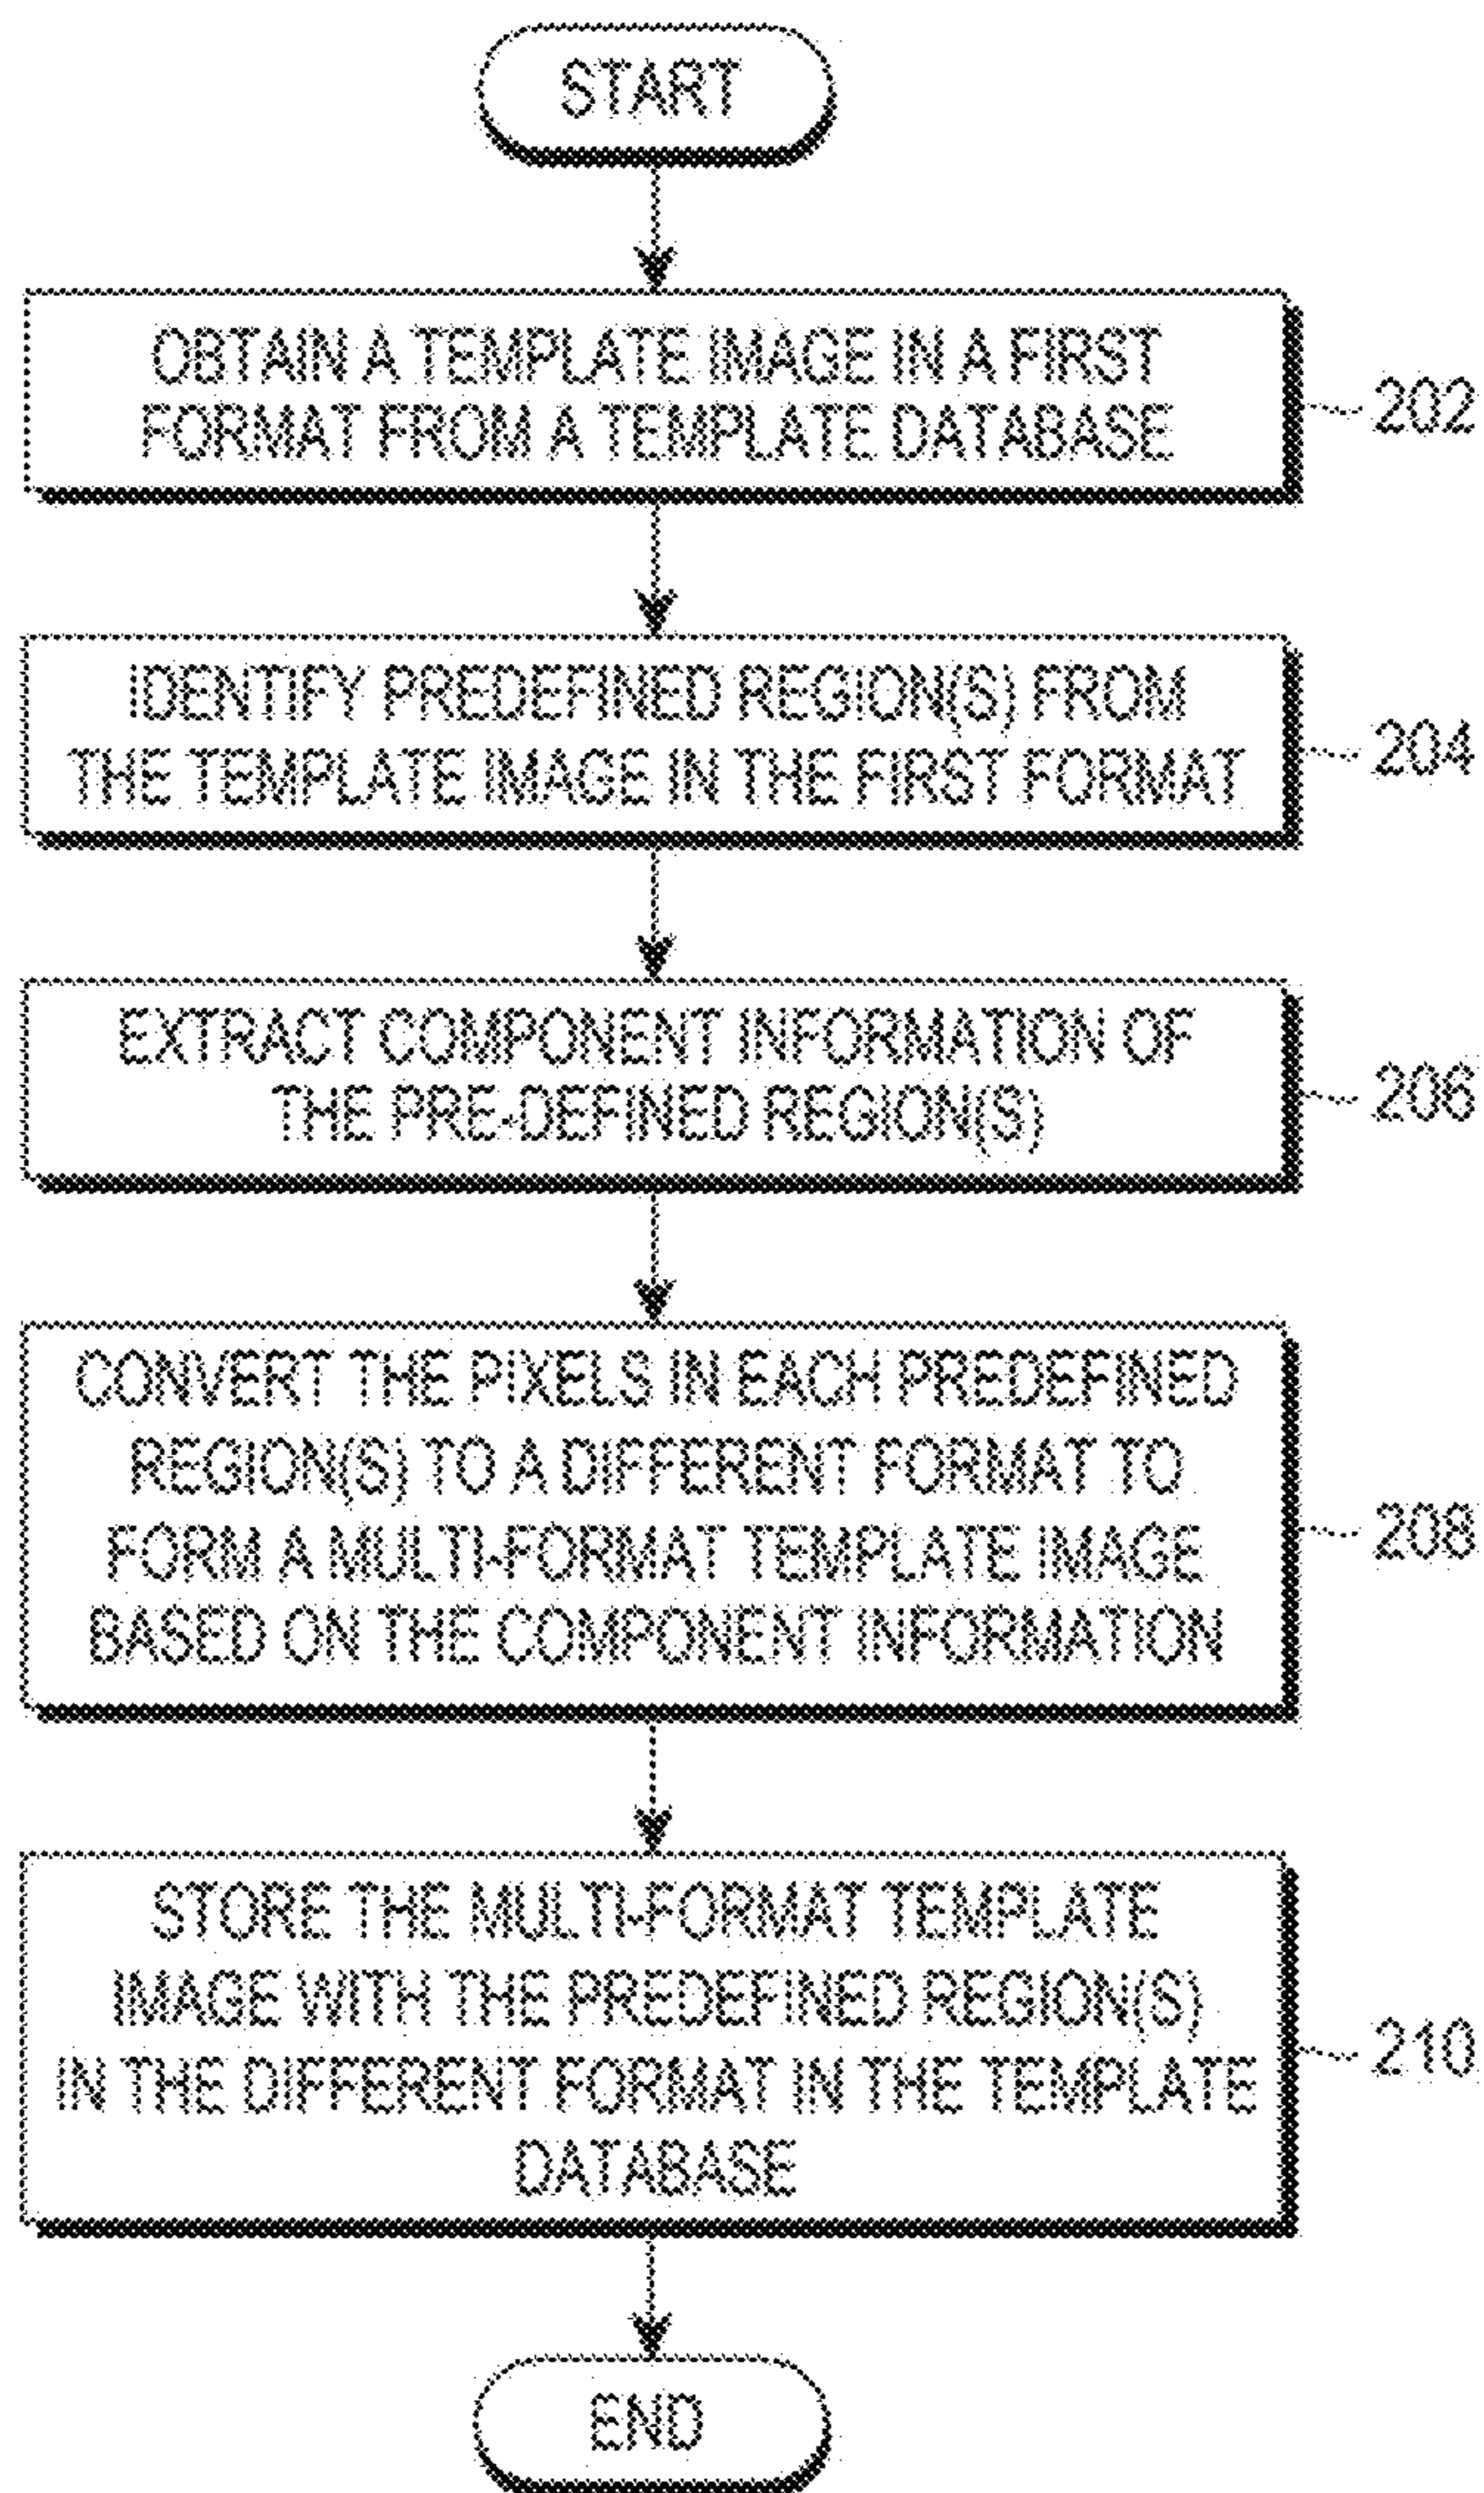 START
OBTAIN A TEMPLATE IMAGE IN A FIRST
FORMAT FROM A TEMPLATE DATABASE
202
IDENTIFY PREDEFINED REGION(S) FROM
THE TEMPLATE IMAGE IN THE FIRST FORMAT
204
EXTRACT COMPONENT INFORMATION OF
THE PRE-DEFINED REGION(S)
206
CONVERT THE PIXELS IN EACH PREDEFINED
REGION(S) TO A DIFFERENT FORMAT TO
FORM A MULTI-FORMAT TEMPLATE IMAGE
BASED ON THE COMPONENT INFORMATION
208
STORE THE MULTI-FORMAT TEMPLATE
IMAGE WITH THE PREDEFINED REGION(S)
IN THE DIFFERENT FORMAT IN THE TEMPLATE
DATABASE
210
END